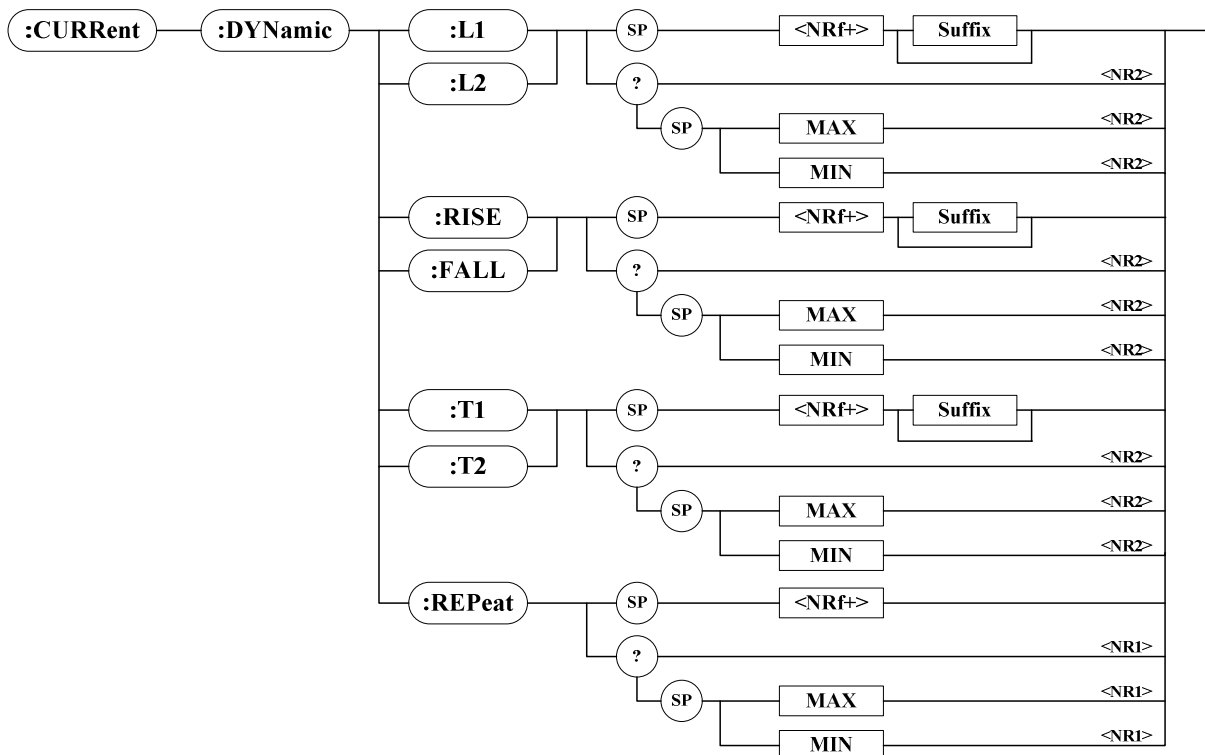 :CURRent :DYNamic :L1 SP <NRf+> Suffix
:L2 ? <NR2>
SP MAX <NR2>
MIN <NR2>
:RISE SP <NRf+> Suffix
:FALL ? <NR2>
SP MAX <NR2>
MIN <NR2>
:T1 SP <NRf+> Suffix
:T2 ? <NR2>
SP MAX <NR2>
MIN <NR2>
:REPeat SP <NRf+>
? <NR1>
SP MAX <NR1>
MIN <NR1>